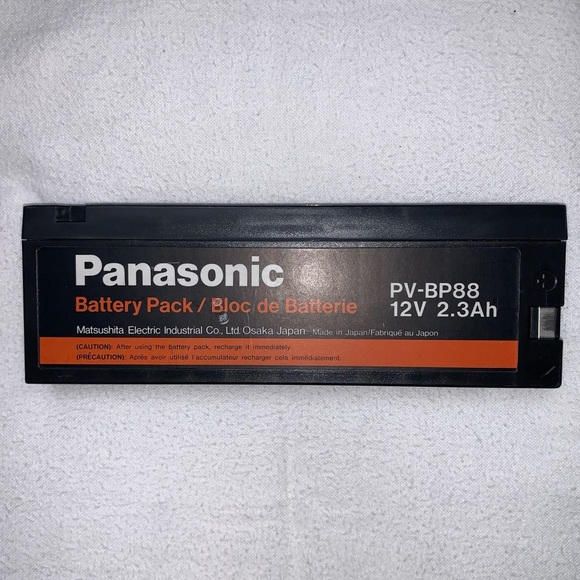 Panasonic
Battery Pack / Bloc de Batterie
PV-BP88
12V 2.3Ah
Matsushita Electric Industrial Co., Ltd. Osaka Japan Made in Japan/Fabriqué au Japon
(CAUTION): After using the battery pack, recharge it immediately.
(PRÉCAUTION): Après avoir utilisé l'accumulateur recharger cela immédiatement.
+